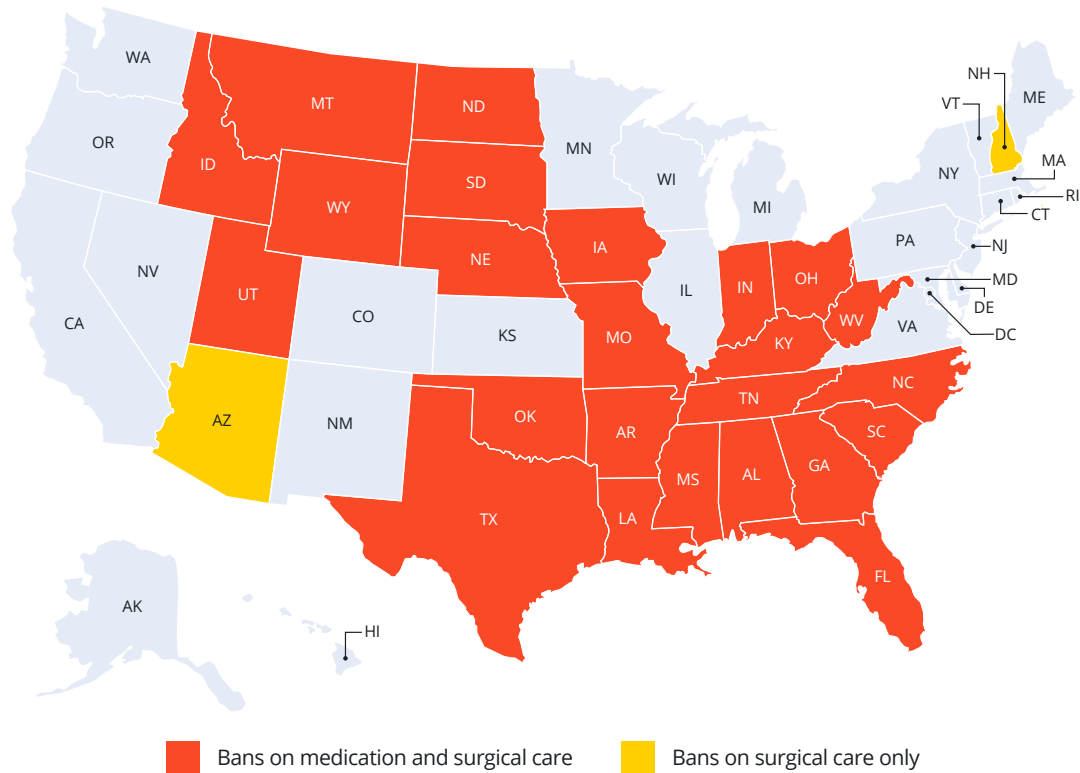 WA
MT
ND
OR
ID
MN
SD
WY
WI
MI
NY
VT
NH
ME
MA
RI
CT
NV
UT
CO
NE
IA
IL
IN
OH
PA
NJ
MD
DE
DC
CA
KS
MO
KY
WV
VA
AZ
NM
OK
AR
TN
NC
SC
TX
LA
MS
AL
GA
FL
AK
HI
Bans on medication and surgical care
Bans on surgical care only